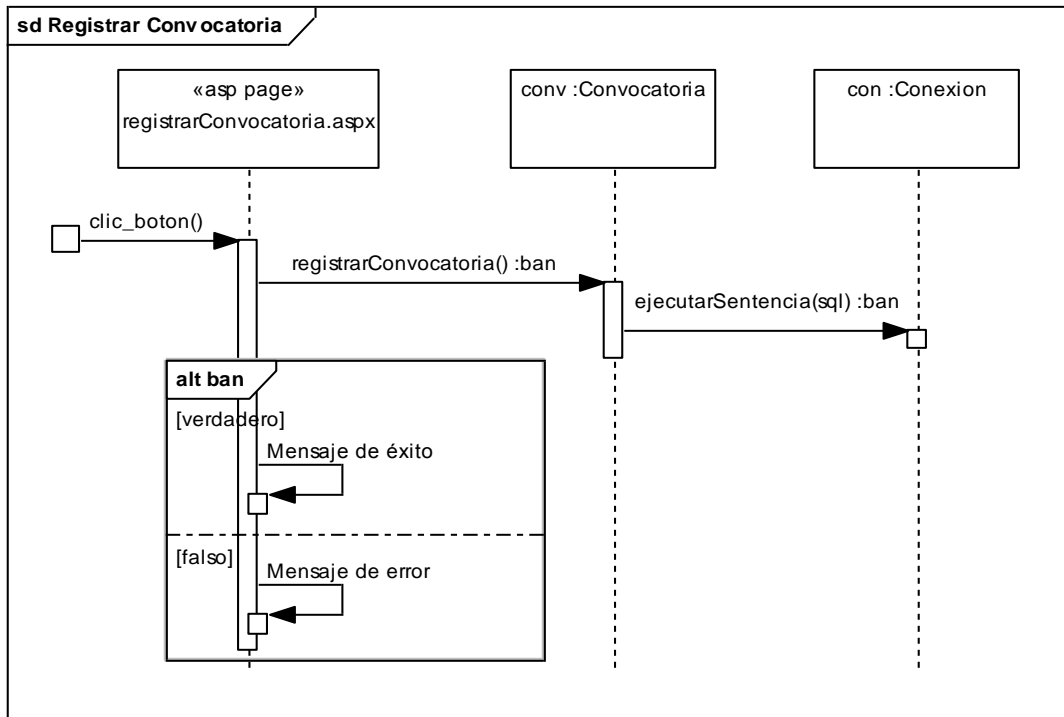 sd Registrar Convocatoria
«asp page»
registrarConvocatoria.aspx
conv :Convocatoria
con :Conexion
clic_boton()
registrarConvocatoria() :ban
ejecutarSentencia(sql) :ban
alt ban
[verdadero]
Mensaje de éxito
[falso]
Mensaje de error